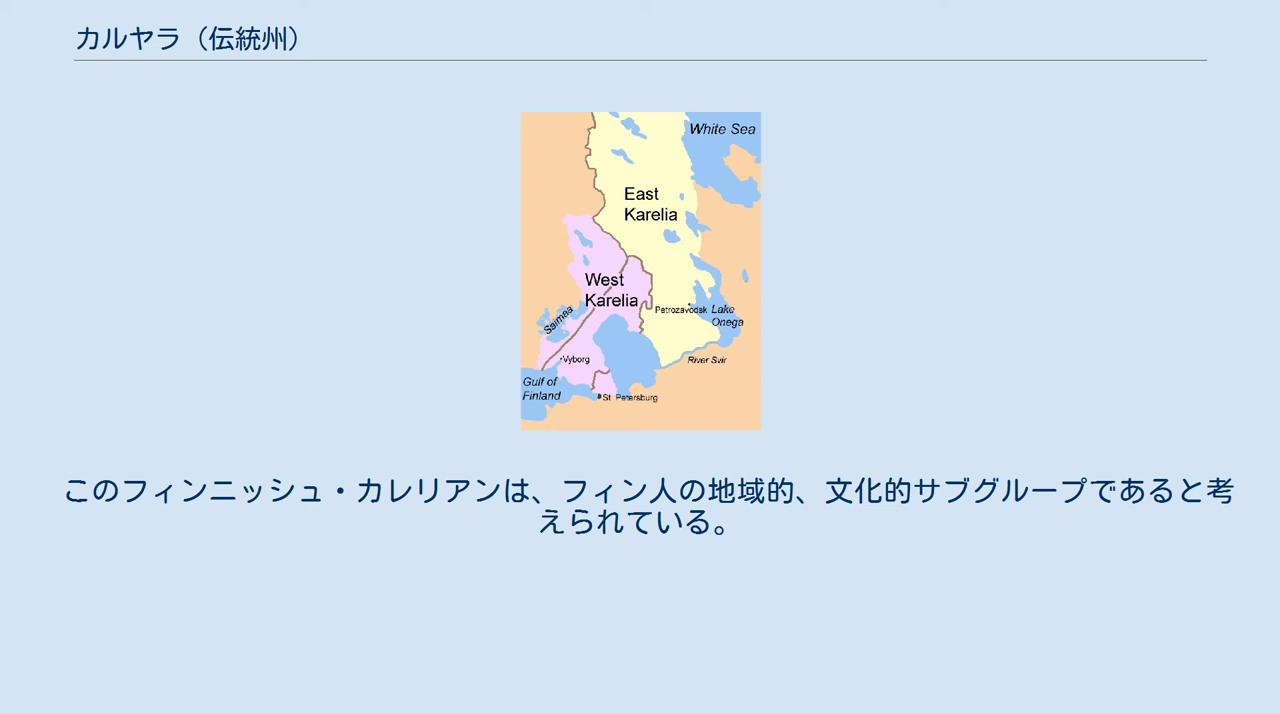 カルヤラ（伝統州）
White Sea
East
Karelia
West
Karelia
Saimaa
Petrozavodsk
Lake
Onega
Vyborg
River Svir
Gulf of
Finland
St. Petersburg
このフィンニッシュ・カレリアンは、フィン人の地域的、文化的サブグループであると考
えられている。